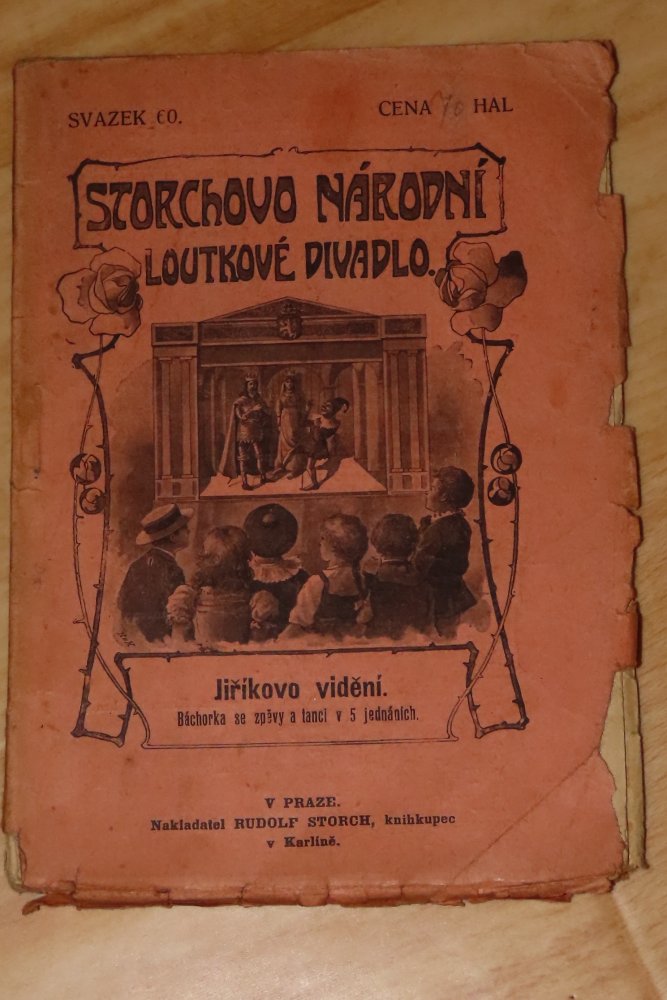 SVAZEK 60.
CENA 70 HAL
STORCHOVO NÁRODNÍ
LOUTKOVÉ DIVADLO.
Jiříkovo vidění.
Báchorka se zpěvy a tanci v 5 jednáních.
V PRAZE.
Nakladatel RUDOLF STORCH, knihkupec
v Karlíně.